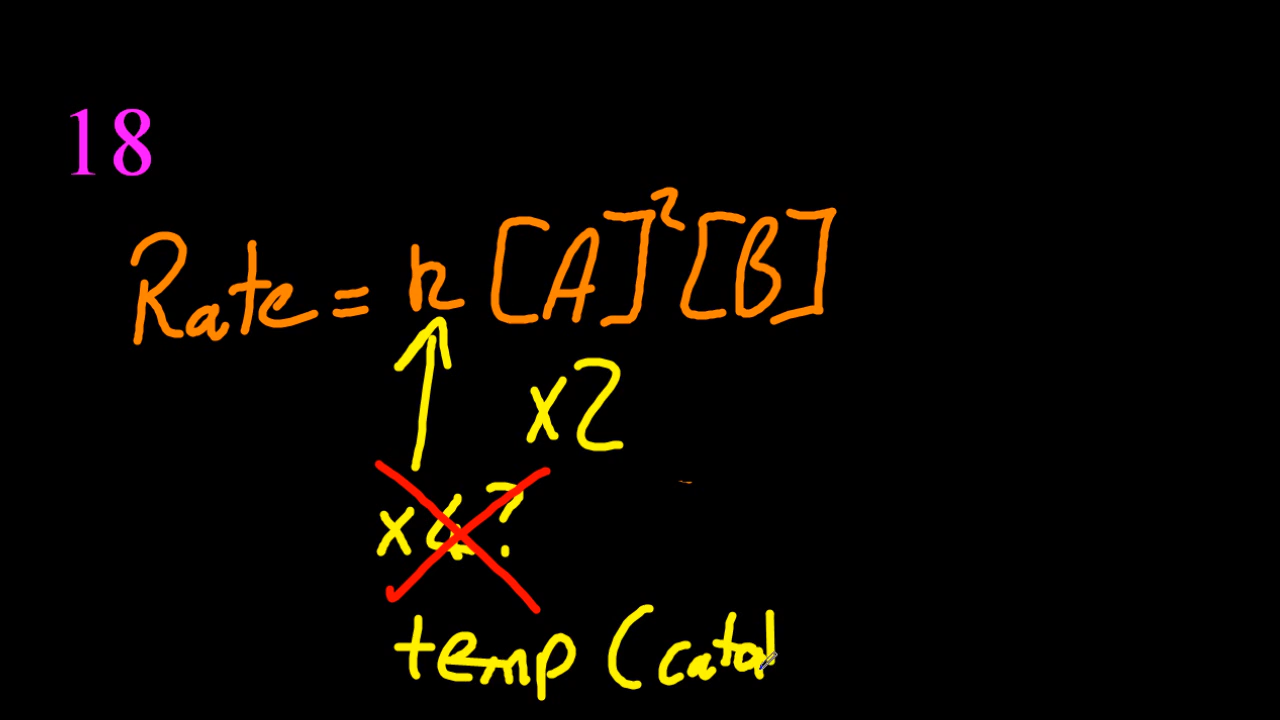 18
Rate = k [A]² [B]
x2
x4?
temp (catal